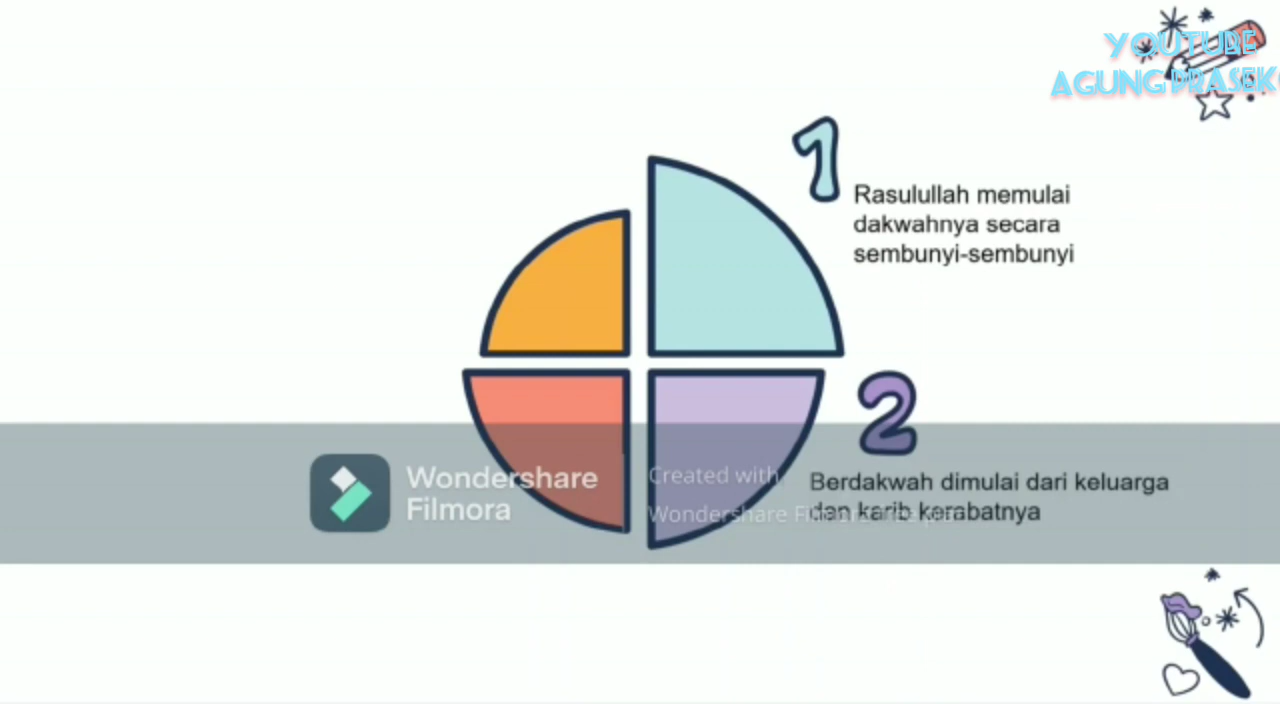 YOUTUBE
AGUNG PRASEK
1
Rasulullah memulai
dakwahnya secara
sembunyi-sembunyi
2
Berdakwah dimulai dari keluarga
dan karib kerabatnya
Wondershare
Filmora
Created with
Wondershare